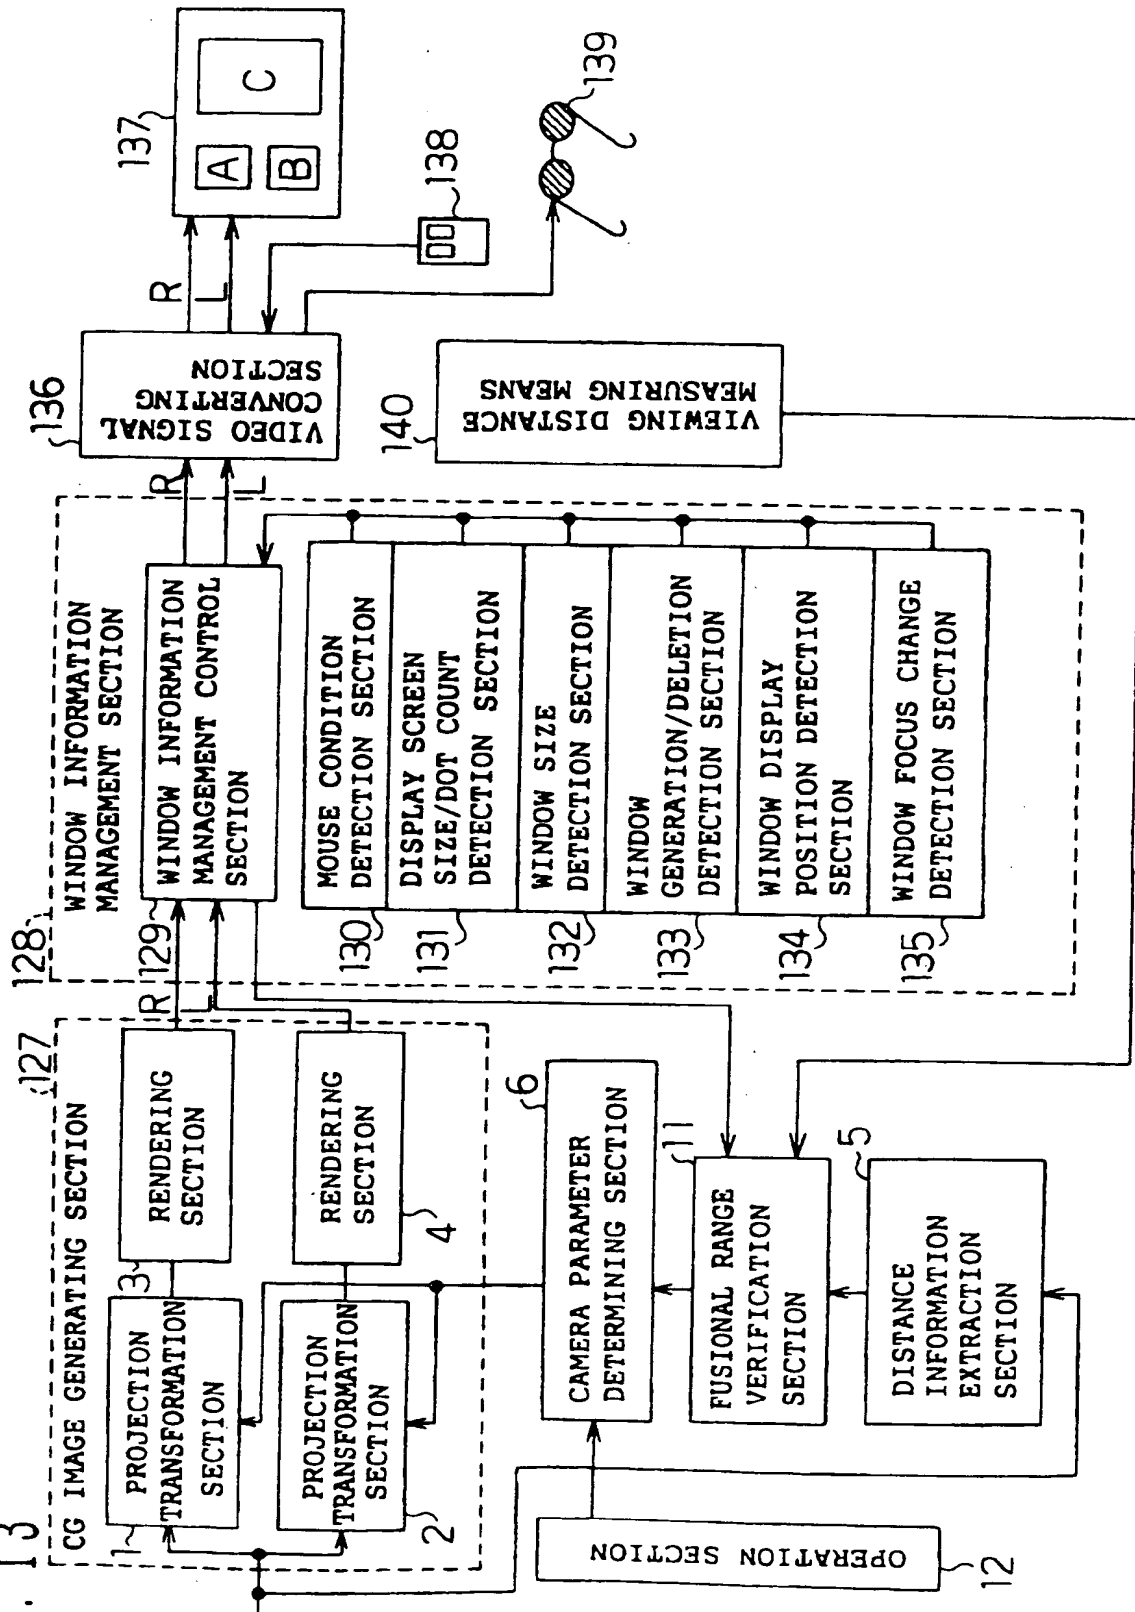 . 13
CG IMAGE GENERATING SECTION
127
1
PROJECTION
TRANSFORMATION
SECTION
3
RENDERING
SECTION
R
L
2
PROJECTION
TRANSFORMATION
SECTION
4
RENDERING
SECTION
128
WINDOW INFORMATION
MANAGEMENT SECTION
129
WINDOW INFORMATION
MANAGEMENT CONTROL
SECTION
R
L
130
MOUSE CONDITION
DETECTION SECTION
131
DISPLAY SCREEN
SIZE/DOT COUNT
DETECTION SECTION
132
WINDOW SIZE
DETECTION SECTION
133
WINDOW
GENERATION/DELETION
DETECTION SECTION
134
WINDOW DISPLAY
POSITION DETECTION
SECTION
135
WINDOW FOCUS CHANGE
DETECTION SECTION
136
VIDEO SIGNAL
CONVERTING
SECTION
R
L
137
A
B
C
138
139
140
VIEWING DISTANCE
MEASURING MEANS
6
CAMERA PARAMETER
DETERMINING SECTION
11
FUSIONAL RANGE
VERIFICATION
SECTION
5
DISTANCE
INFORMATION
EXTRACTION
SECTION
OPERATION SECTION
12